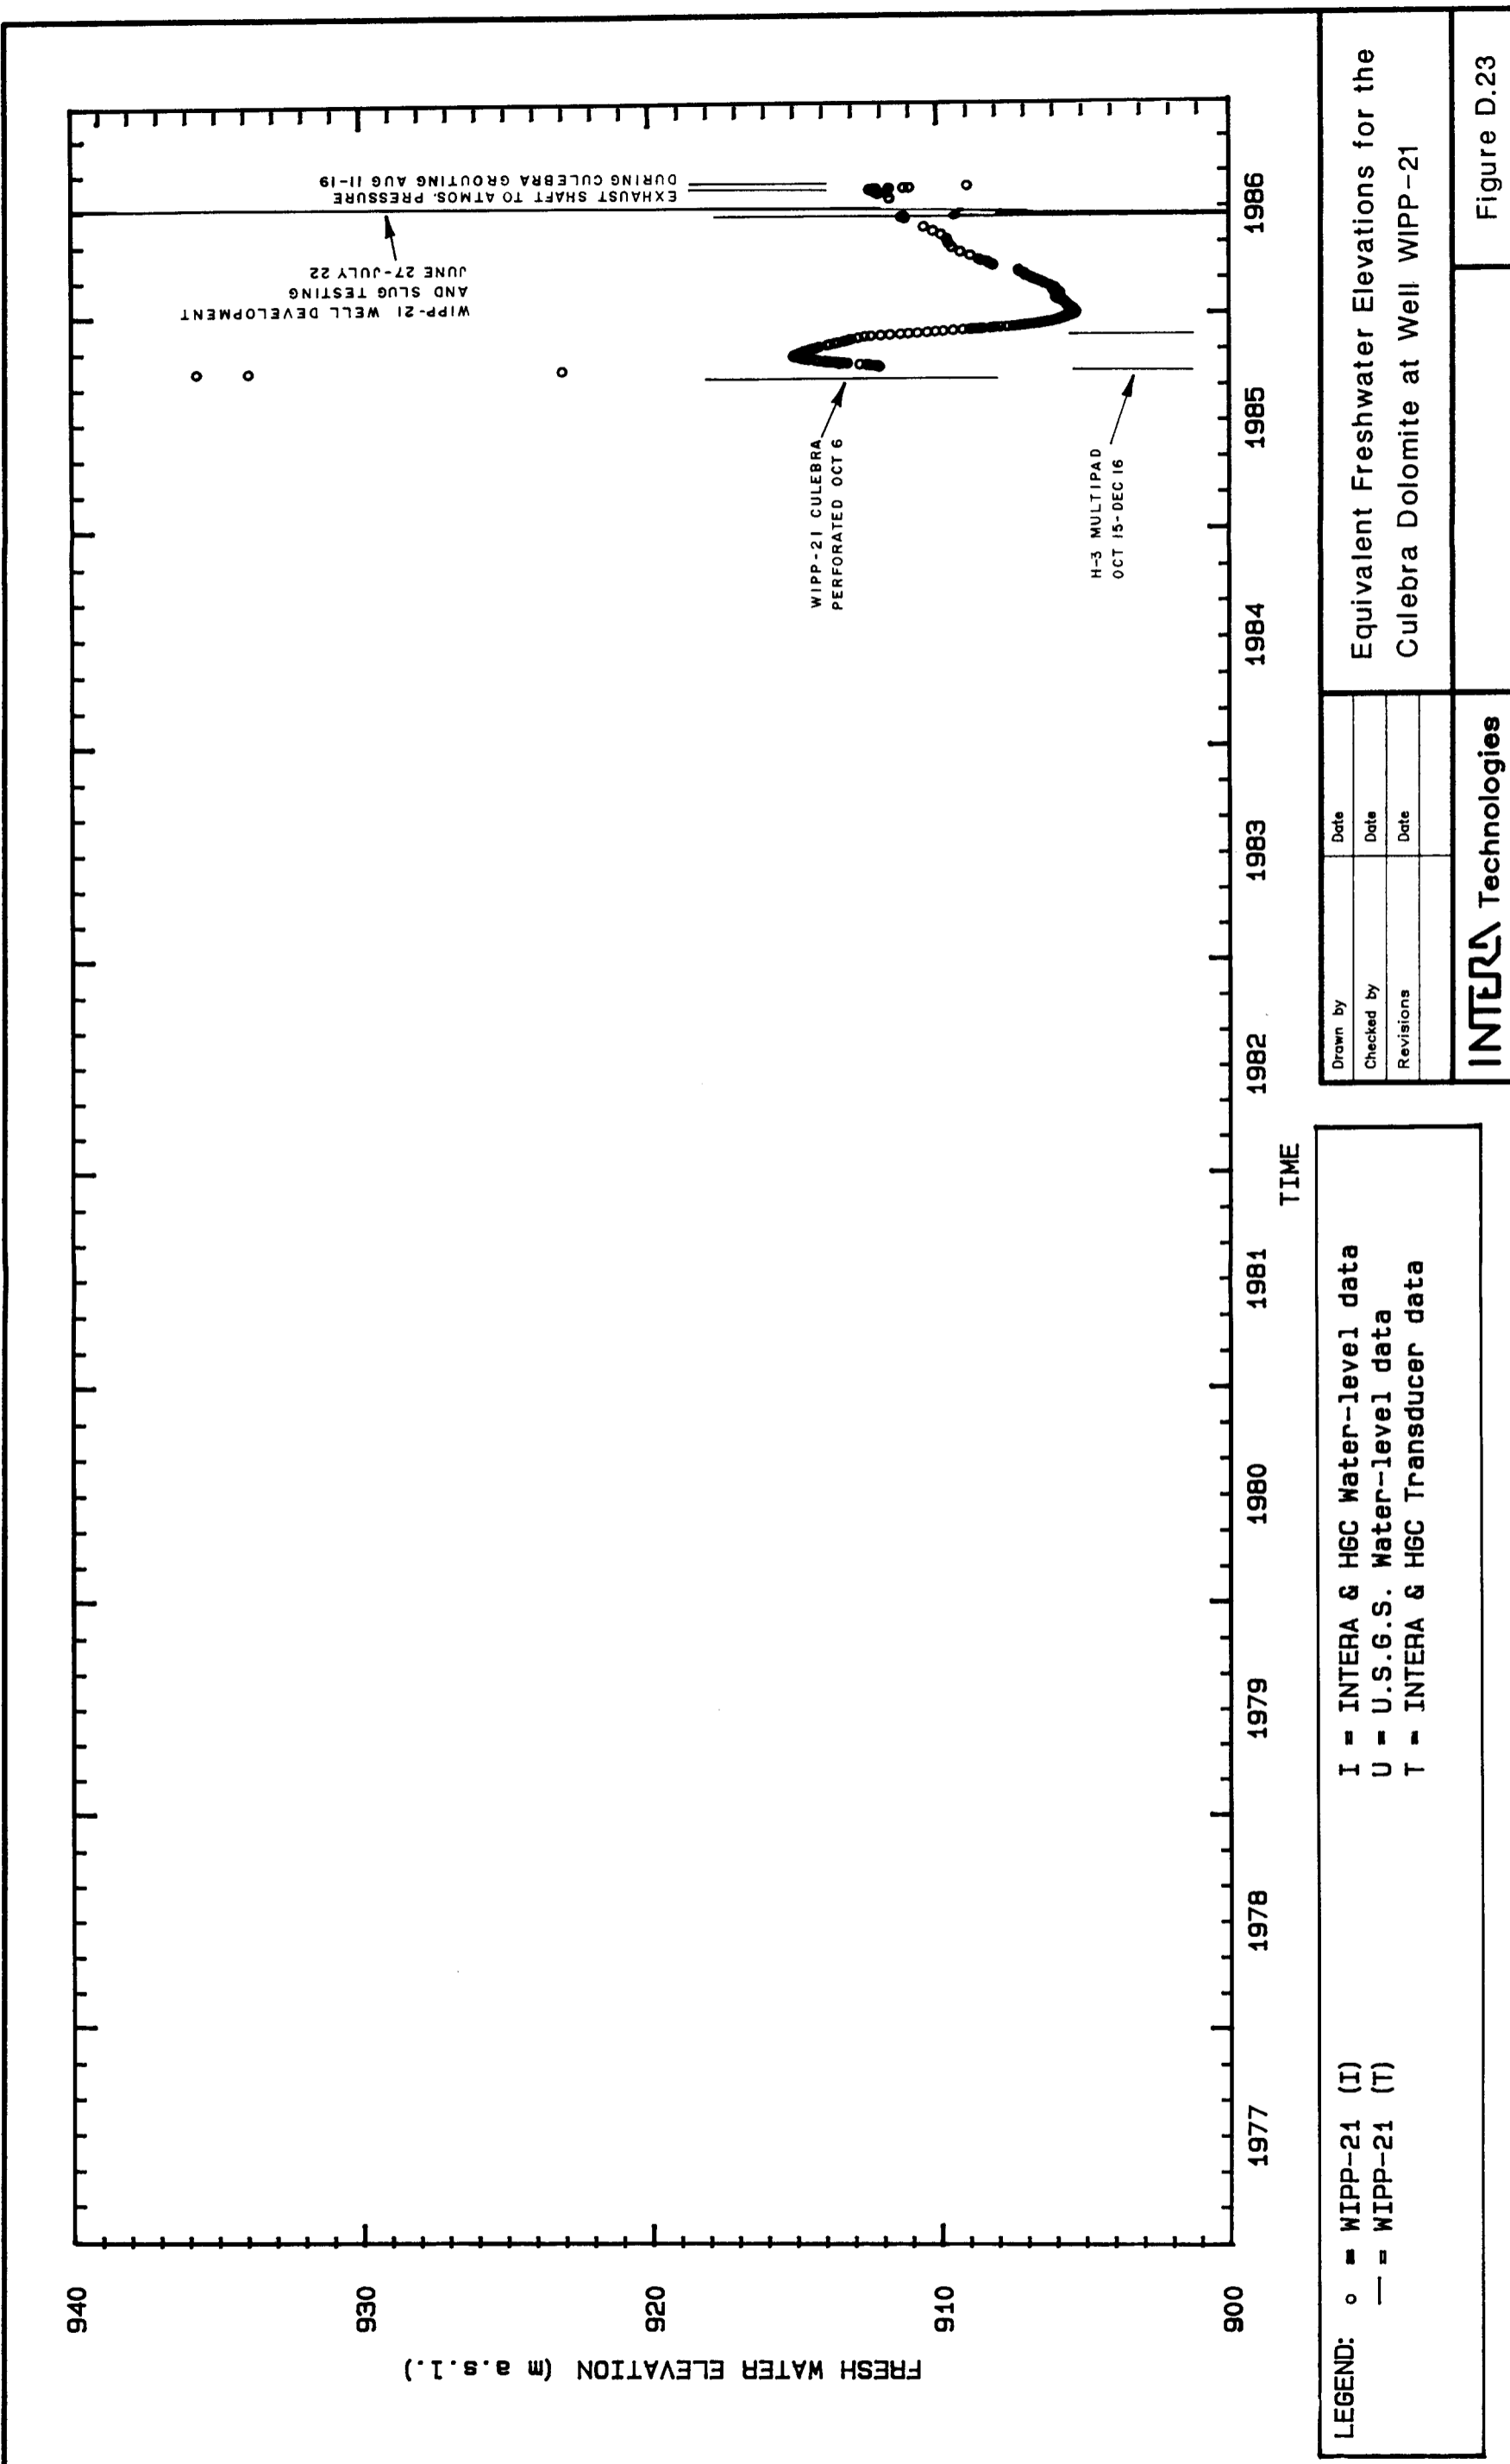 940
930
920
910
900
FRESH WATER ELEVATION (m a.s.l.)
WIPP-21 WELL DEVELOPMENT
AND SLUG TESTING
JUNE 27-JULY 22
EXHAUST SHAFT TO ATMOS. PRESSURE
DURING CULEBRA GROUTING AUG 11-19
WIPP-21 CULEBRA
PERFORATED OCT 6
H-3 MULTIPAD
OCT 15-DEC 16
1977
1978
1979
1980
1981
1982
1983
1984
1985
1986
TIME
LEGEND:
o = WIPP-21 (I)
— = WIPP-21 (T)
I = INTERA & HGC Water-level data
U = U.S.G.S. Water-level data
T = INTERA & HGC Transducer data
Drawn by
Date
Checked by
Date
Revisions
Date
Equivalent Freshwater Elevations for the
Culebra Dolomite at Well WIPP-21
INTERA Technologies
Figure D.23